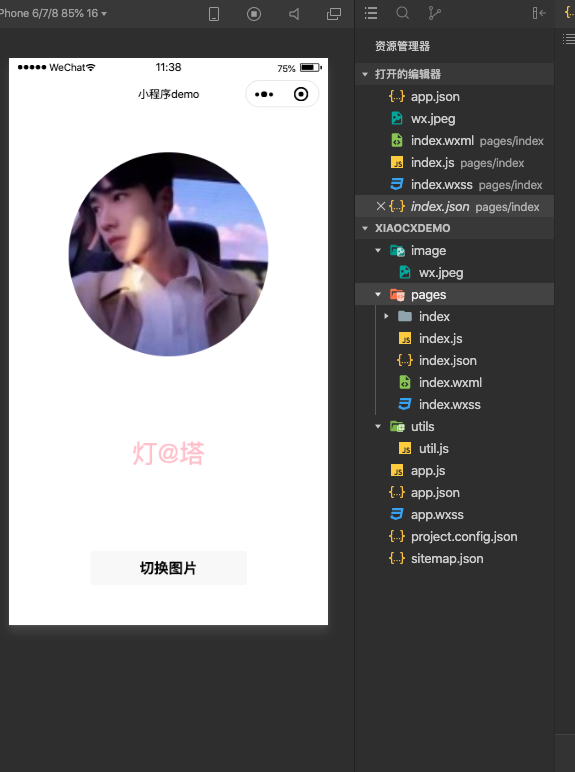 Phone 6/7/8 85% 16
WeChat
11:38
75%
小程序demo
灯@塔
切换图片
资源管理器
打开的编辑器
app.json
wx.jpeg
index.wxml pages/index
index.js pages/index
index.wxss pages/index
index.json pages/index
XIAOCXDEMO
image
wx.jpeg
pages
index
index.js
index.json
index.wxml
index.wxss
utils
util.js
app.js
app.json
app.wxss
project.config.json
sitemap.json